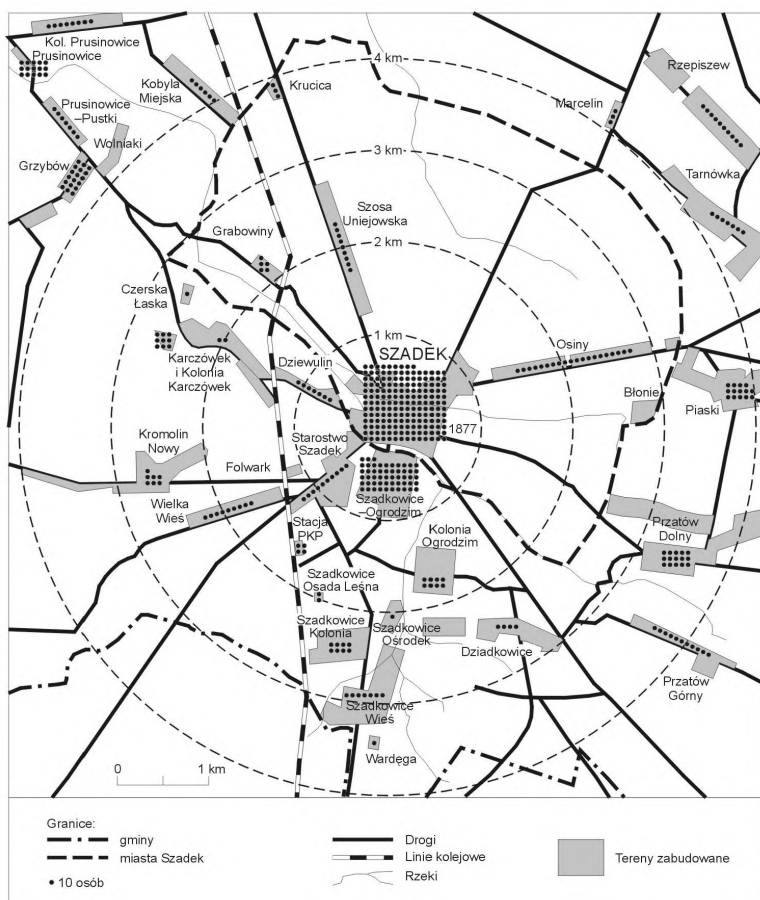 Kol. Prusinowice
Prusinowice
Kobyla
Miejska
Krucica
4 km
Rzepiszew
Marcelin
Prusinowice
–Pustki
Wolniaki
Grzybów
3 km
Tarnówka
Szosa
Uniejowska
Grabowiny
2 km
Czerska
Łaska
1 km
SZADEK
Osiny
Karczówek
i Kolonia
Karczówek
Dziewulin
Błonie
Piaski
1877
Kromolin
Nowy
Starostwo
Szadek
Folwark
Wielka
Wieś
Szadkowice
–Ogrodzim
Stacja
PKP
Kolonia
Ogrodzim
Przatów
Dolny
Szadkowice
Osada Leśna
Szadkowice
Kolonia
Szadkowice
Ośrodek
Dziadkowice
Przatów
Górny
Szadkowice
Wieś
Wardęga
0 1 km
Granice:
gminy
miasta Szadek
10 osób
Drogi
Linie kolejowe
Rzeki
Tereny zabudowane